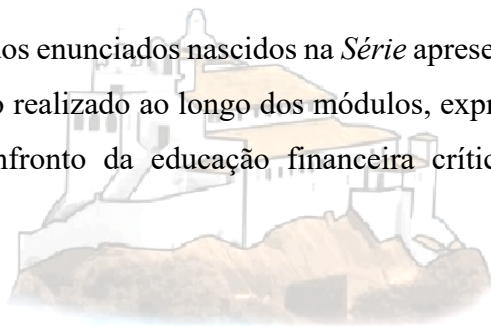 os enunciados nascidos na Série aprese
o realizado ao longo dos módulos, expr
nfronto da educação financeira crític